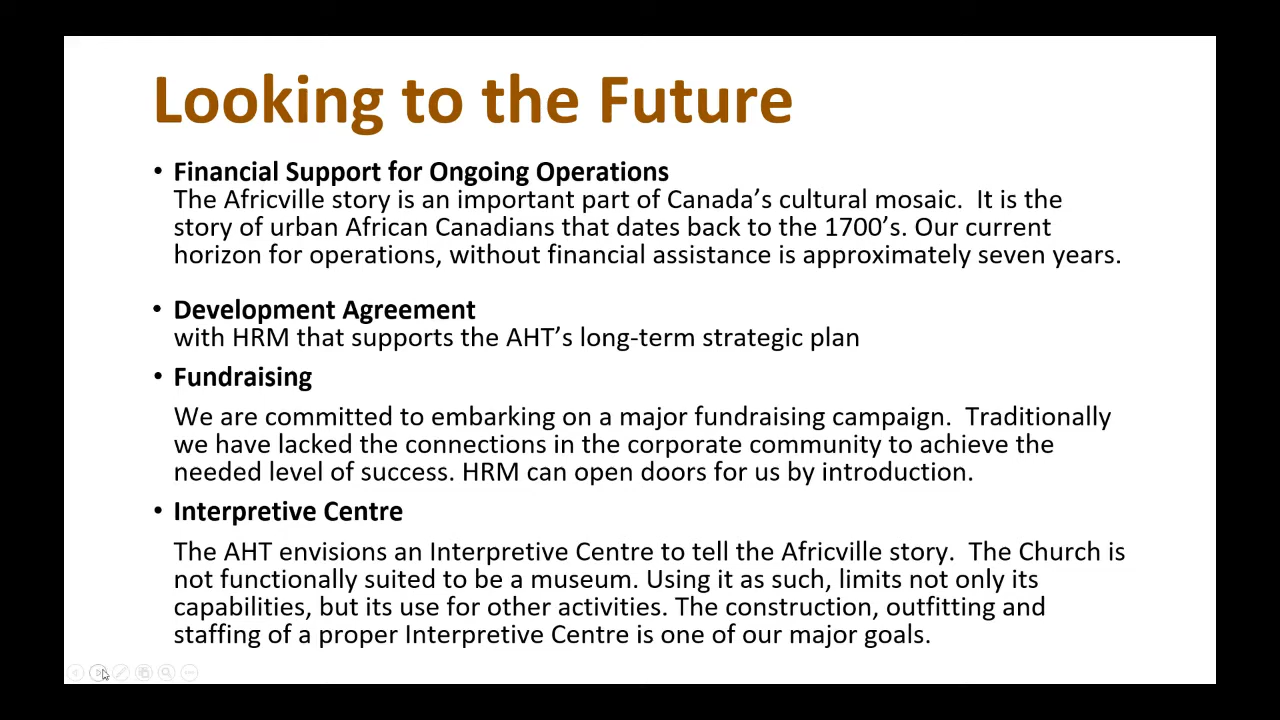 Looking to the Future
• Financial Support for Ongoing Operations
The Africville story is an important part of Canada’s cultural mosaic.  It is the
story of urban African Canadians that dates back to the 1700’s. Our current
horizon for operations, without financial assistance is approximately seven years.
• Development Agreement
with HRM that supports the AHT’s long-term strategic plan
• Fundraising
We are committed to embarking on a major fundraising campaign.  Traditionally
we have lacked the connections in the corporate community to achieve the
needed level of success. HRM can open doors for us by introduction.
• Interpretive Centre
The AHT envisions an Interpretive Centre to tell the Africville story.  The Church is
not functionally suited to be a museum. Using it as such, limits not only its
capabilities, but its use for other activities. The construction, outfitting and
staffing of a proper Interpretive Centre is one of our major goals.